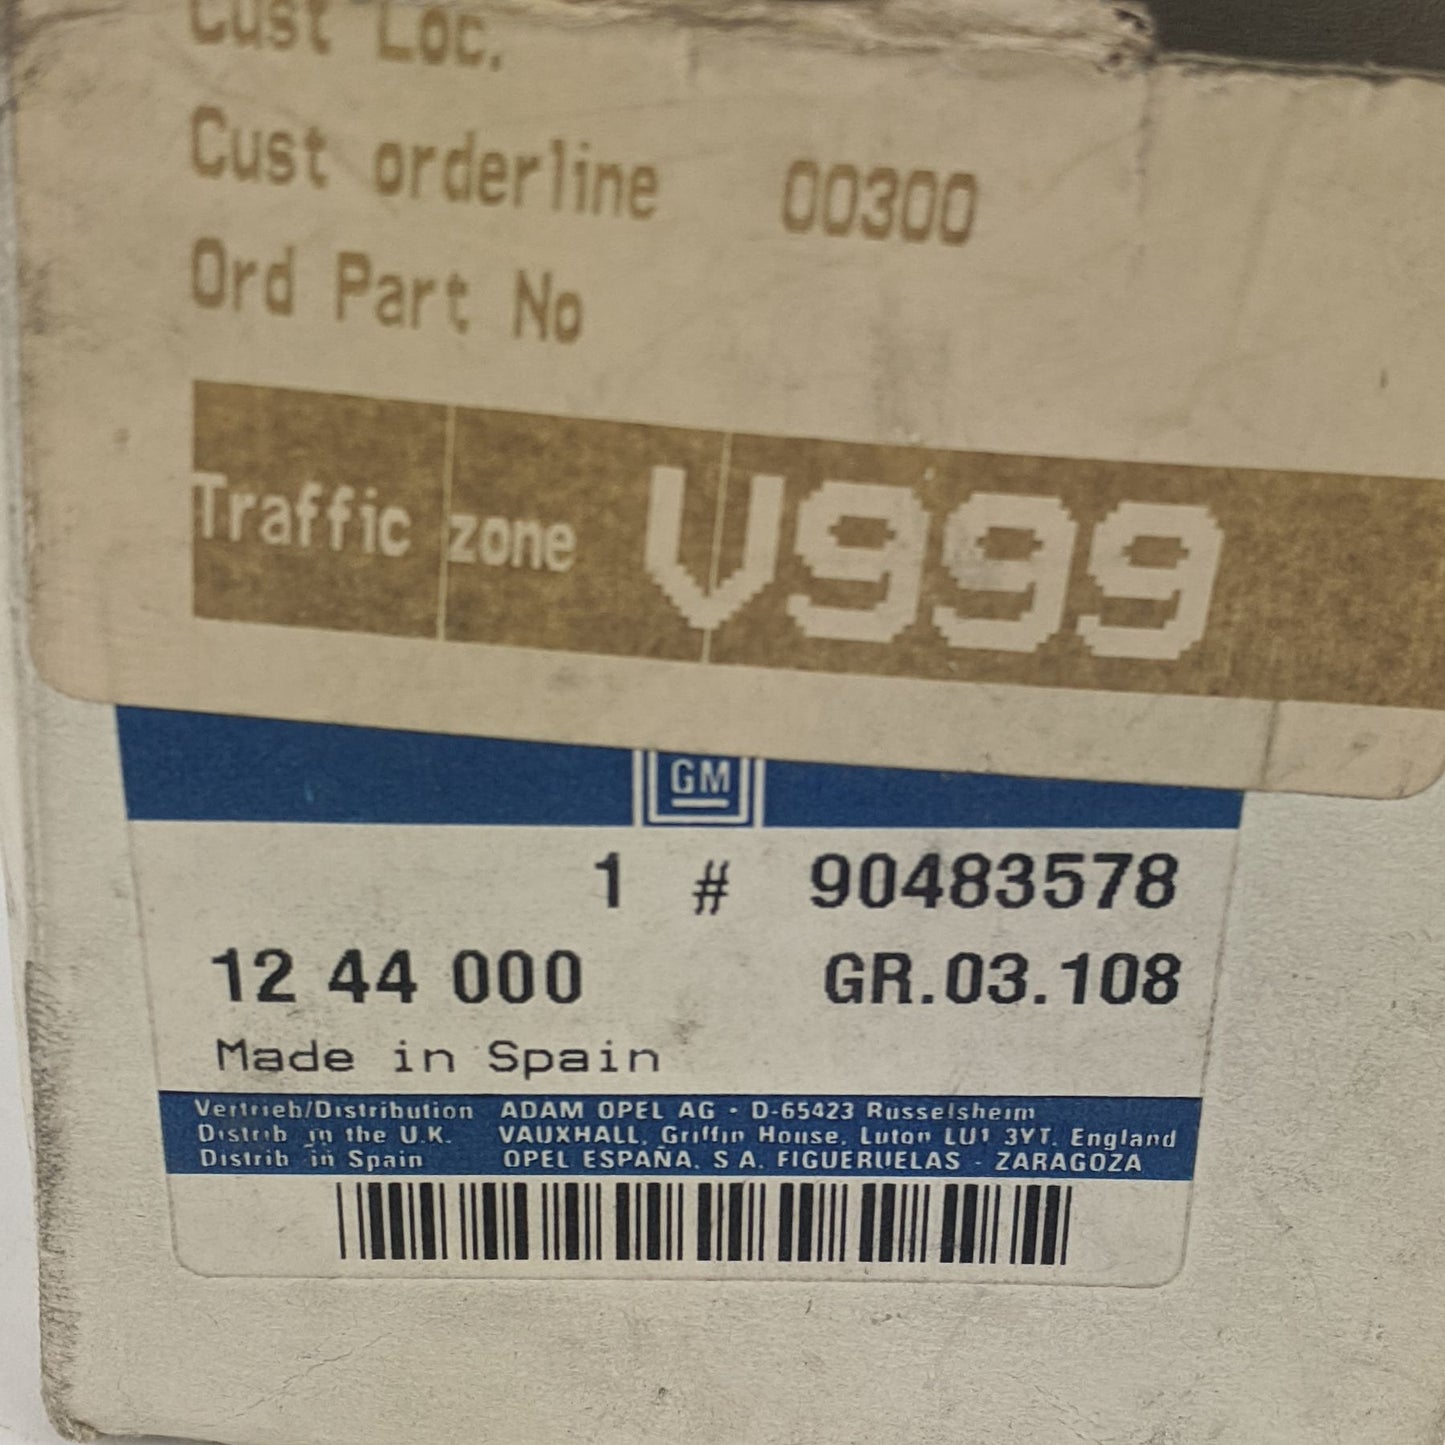 Cust Loc.
Cust orderline 00300
Ord Part No
Traffic zone V999
GM
1 # 90483578
12 44 000 GR.03.108
Made in Spain
Vertrieb/Distribution ADAM OPEL AG · D-65423 Rüsselsheim
Distrib in the U.K. VAUXHALL, Griffin House, Luton LU1 3YT, England
Distrib in Spain OPEL ESPAÑA, S A. FIGUERUELAS - ZARAGOZA